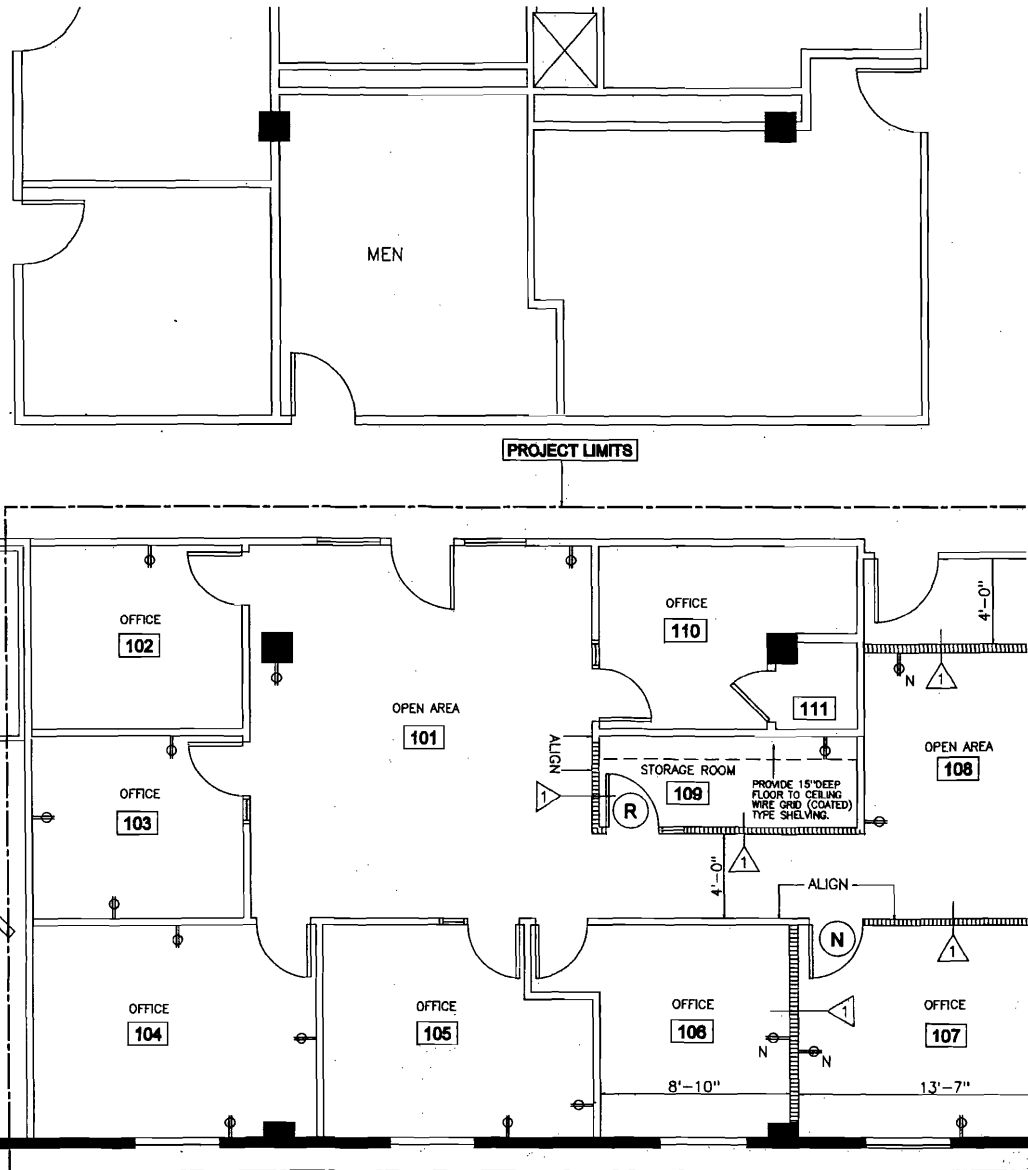 MEN
PROJECT LIMITS
OFFICE
102
OFFICE
110
4'-0"
N
1
111
OPEN AREA
101
OPEN AREA
108
ALIGN
STORAGE ROOM
109
PROVIDE 15"DEEP
FLOOR TO CEILING
WIRE GRID (COATED)
TYPE SHELVING.
OFFICE
103
1
R
1
4'-0"
ALIGN
N
1
OFFICE
104
OFFICE
105
OFFICE
106
1
OFFICE
107
N
N
8'-10"
13'-7"